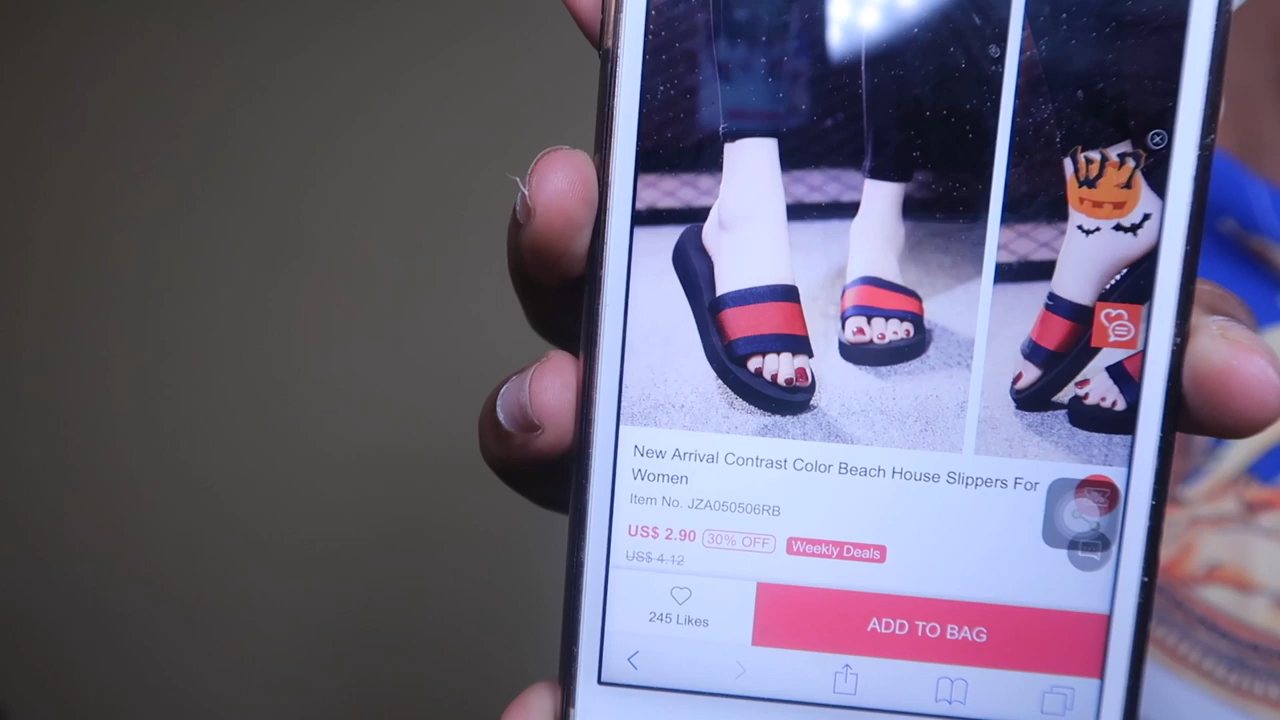 New Arrival Contrast Color Beach House Slippers For
Women
Item No. JZA050506RB
US$ 2.90 30% OFF Weekly Deals
US$ 4.12
245 Likes
ADD TO BAG